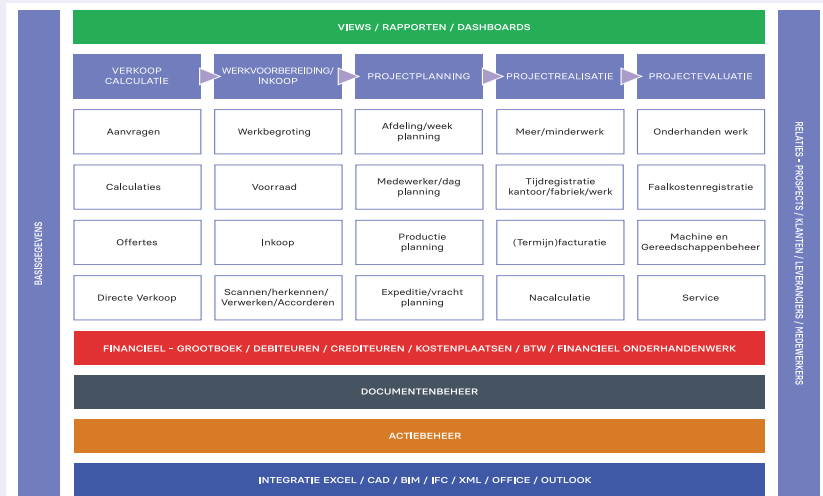 VIEWS / RAPPORTEN / DASHBOARDS
BASISGEGEVENS
VERKOOP
CALCULATIE
Aanvragen
Calculaties
Offertes
Directe Verkoop
WERKVOORBEREIDING/
INKOOP
Werkbegroting
Voorraad
Inkoop
Scannen/herkennen/
Verwerken/Accorderen
PROJECTPLANNING
Afdeling/week
planning
Medewerker/dag
planning
Productie
planning
Expeditie/vracht
planning
PROJECTREALISATIE
Meer/minderwerk
Tijdregistratie
kantoor/fabriek/werk
(Termijn)facturatie
Nacalculatie
PROJECTEVALUATIE
Onderhanden werk
Faalkostenregistratie
Machine en
Gereedschappenbeheer
Service
RELATIES • PROSPECTS / KLANTEN / LEVERANCIERS / MEDEWERKERS
FINANCIEEL – GROOTBOEK / DEBITEUREN / CREDITEUREN / KOSTENPLAATSEN / BTW / FINANCIEEL ONDERHANDENWERK
DOCUMENTENBEHEER
ACTIEBEHEER
INTEGRATIE EXCEL / CAD / BIM / IFC / XML / OFFICE / OUTLOOK